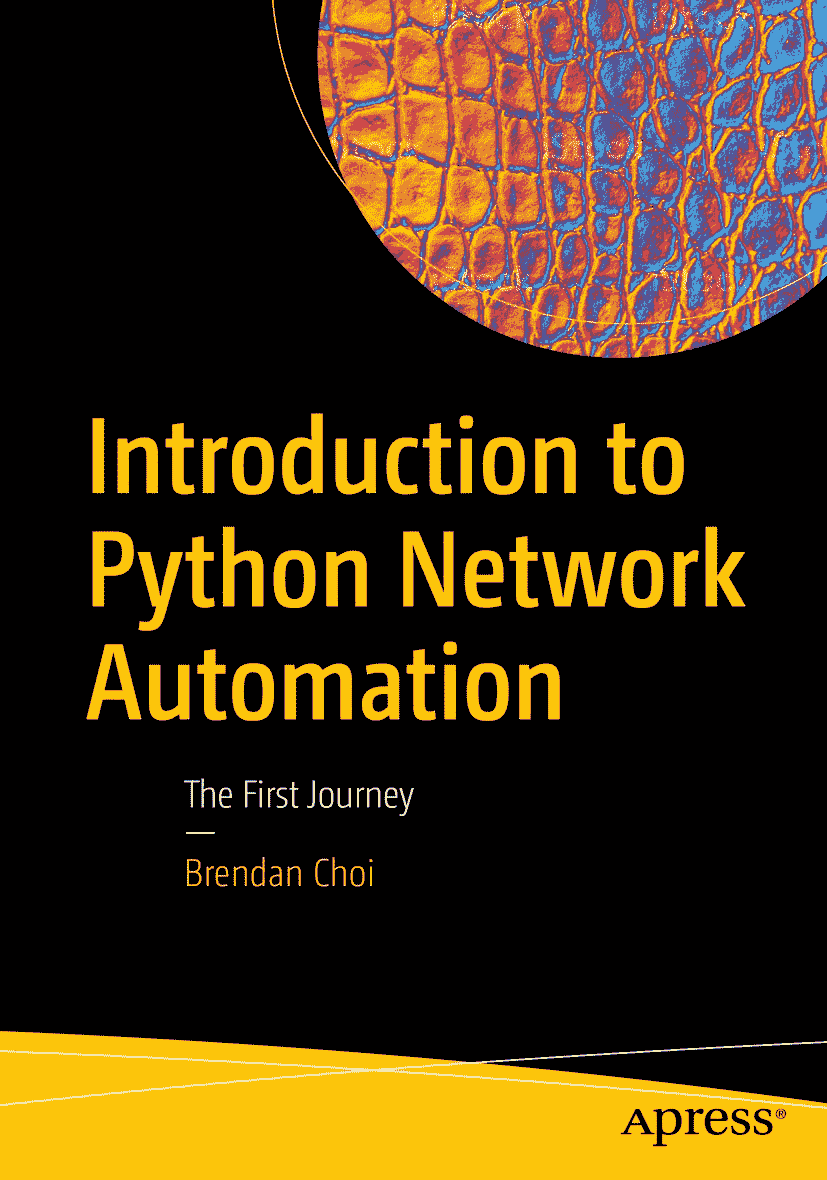 Introduction to
Python Network
Automation
The First Journey
Brendan Choi
Apress®